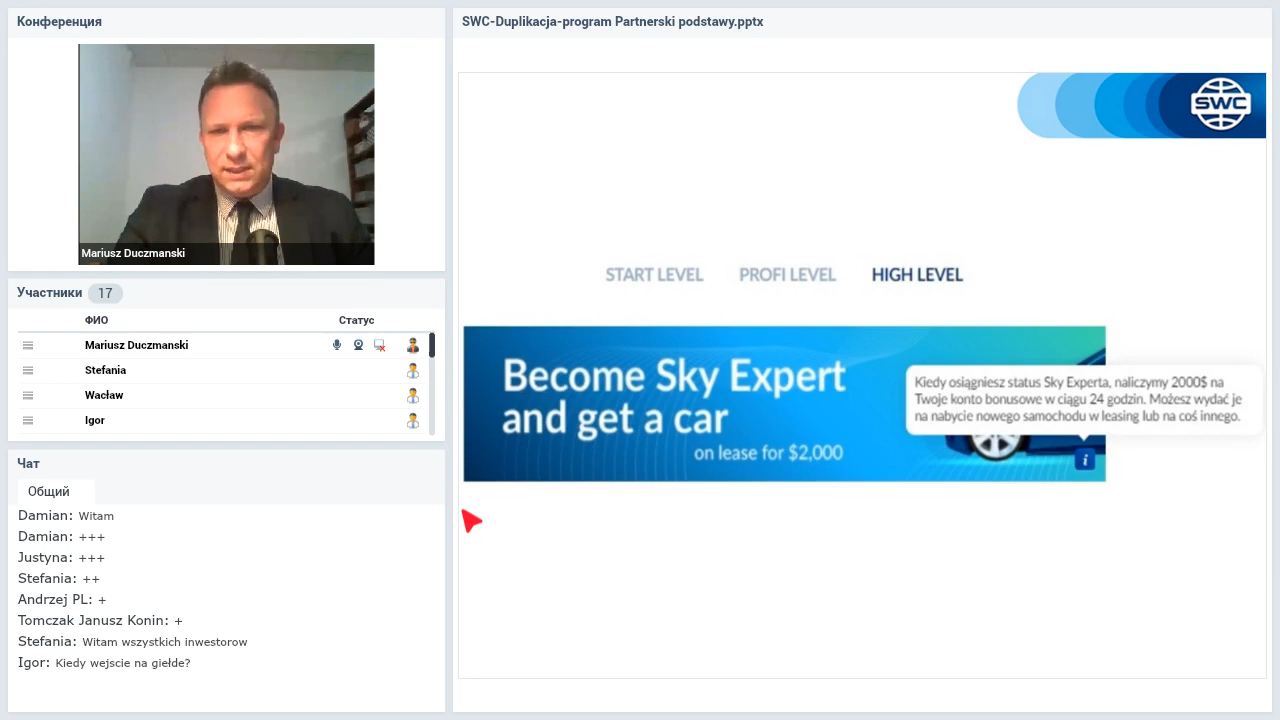 Конференция
Mariusz Duczmanski
Участники 17
ФИО Статус
Mariusz Duczmanski
Stefania
Wacław
Igor
Чат
Общий
Damian: Witam
Damian: +++
Justyna: +++
Stefania: ++
Andrzej PL: +
Tomczak Janusz Konin: +
Stefania: Witam wszystkich inwestorow
Igor: Kiedy wejscie na giełde?
SWC-Duplikacja-program Partnerski podstawy.pptx
SWC
START LEVEL PROFI LEVEL HIGH LEVEL
Become Sky Expert
and get a car
on lease for $2,000
Kiedy osiągniesz status Sky Experta, naliczymy 2000$ na
Twoje konto bonusowe w ciągu 24 godzin. Możesz wydać je
na nabycie nowego samochodu w leasing lub na coś innego.
i